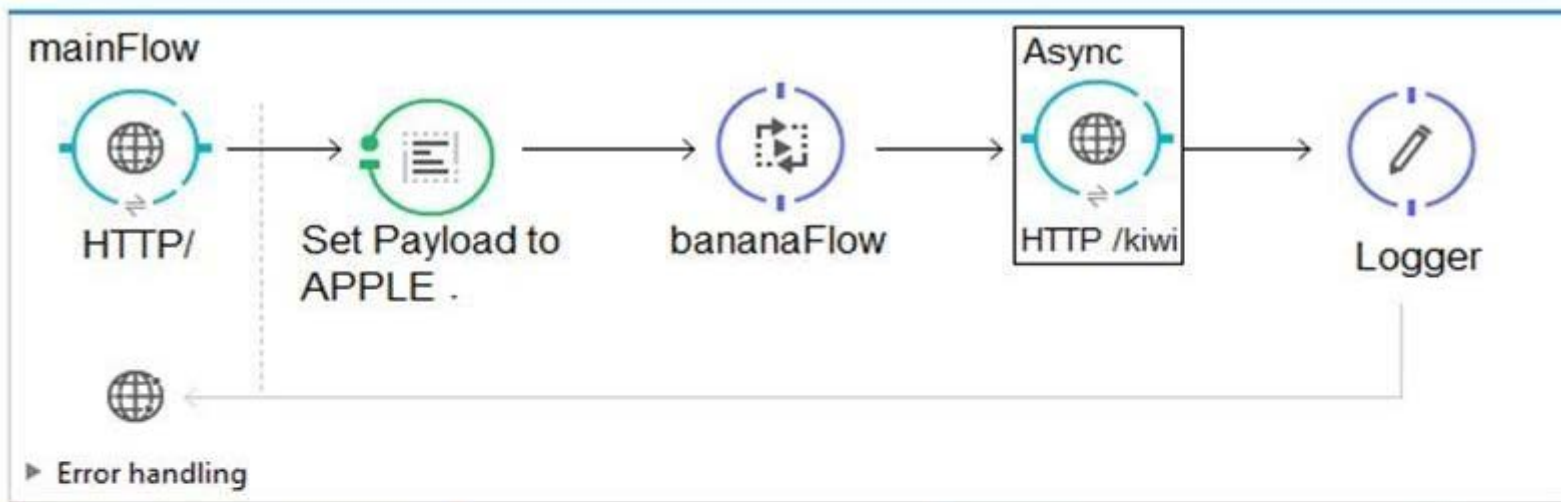 mainFlow
Async
HTTP/
Set Payload to
APPLE .
bananaFlow
HTTP /kiwi
Logger
Error handling